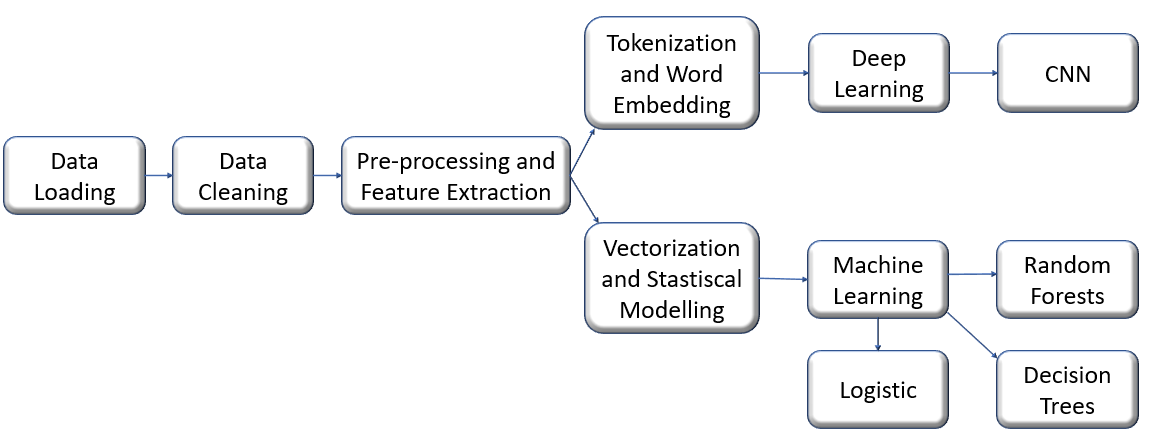 Data
Loading
Data
Cleaning
Pre-processing and
Feature Extraction
Tokenization
and Word
Embedding
Deep
Learning
CNN
Vectorization
and Stastiscal
Modelling
Machine
Learning
Random
Forests
Logistic
Decision
Trees